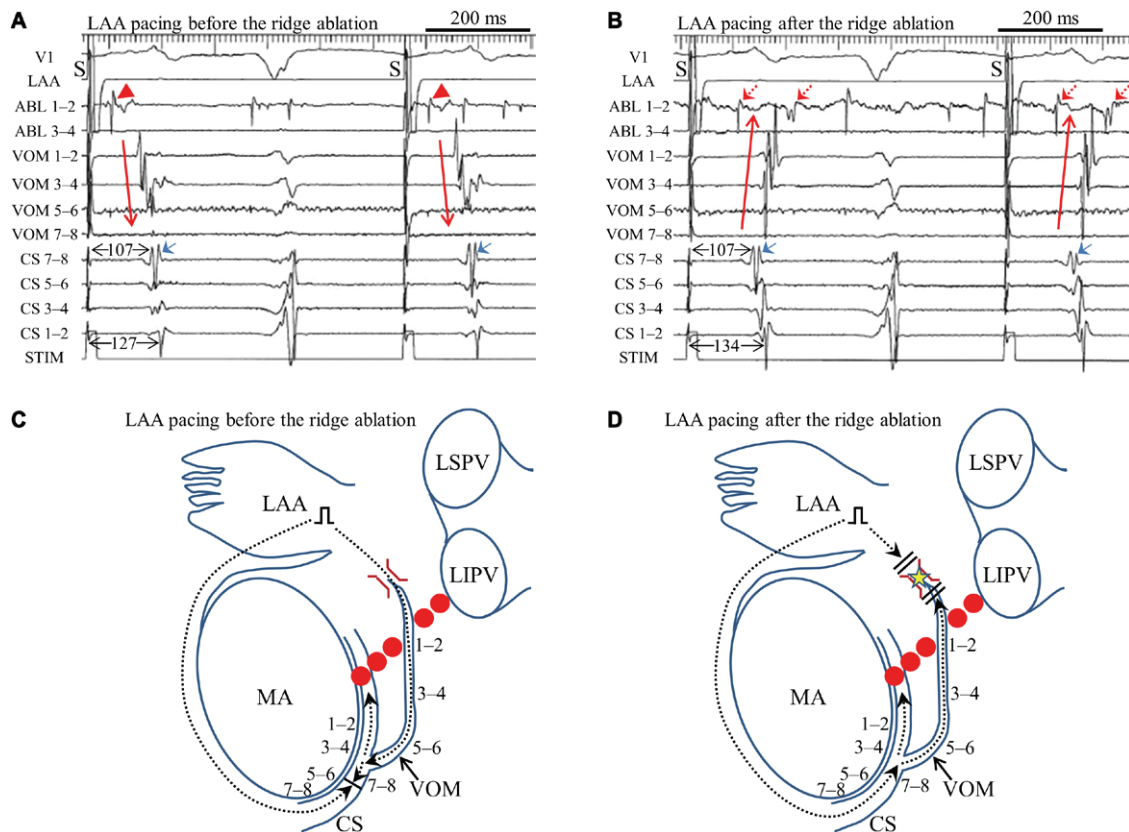 A
LAA pacing before the ridge ablation
200 ms
V1
S
S
LAA
ABL 1–2
ABL 3–4
VOM 1–2
VOM 3–4
VOM 5–6
VOM 7–8
107
CS 7–8
CS 5–6
CS 3–4
CS 1–2
127
STIM
B
LAA pacing after the ridge ablation
200 ms
V1
S
S
LAA
ABL 1–2
ABL 3–4
VOM 1–2
VOM 3–4
VOM 5–6
VOM 7–8
107
CS 7–8
CS 5–6
CS 3–4
CS 1–2
134
STIM
C
LAA pacing before the ridge ablation
LSPV
LAA
LIPV
1–2
MA
3–4
1–2
3–4
5–6
5–6
7–8
7–8
VOM
CS
D
LAA pacing after the ridge ablation
LSPV
LAA
LIPV
1–2
MA
3–4
1–2
3–4
5–6
5–6
7–8
7–8
VOM
CS